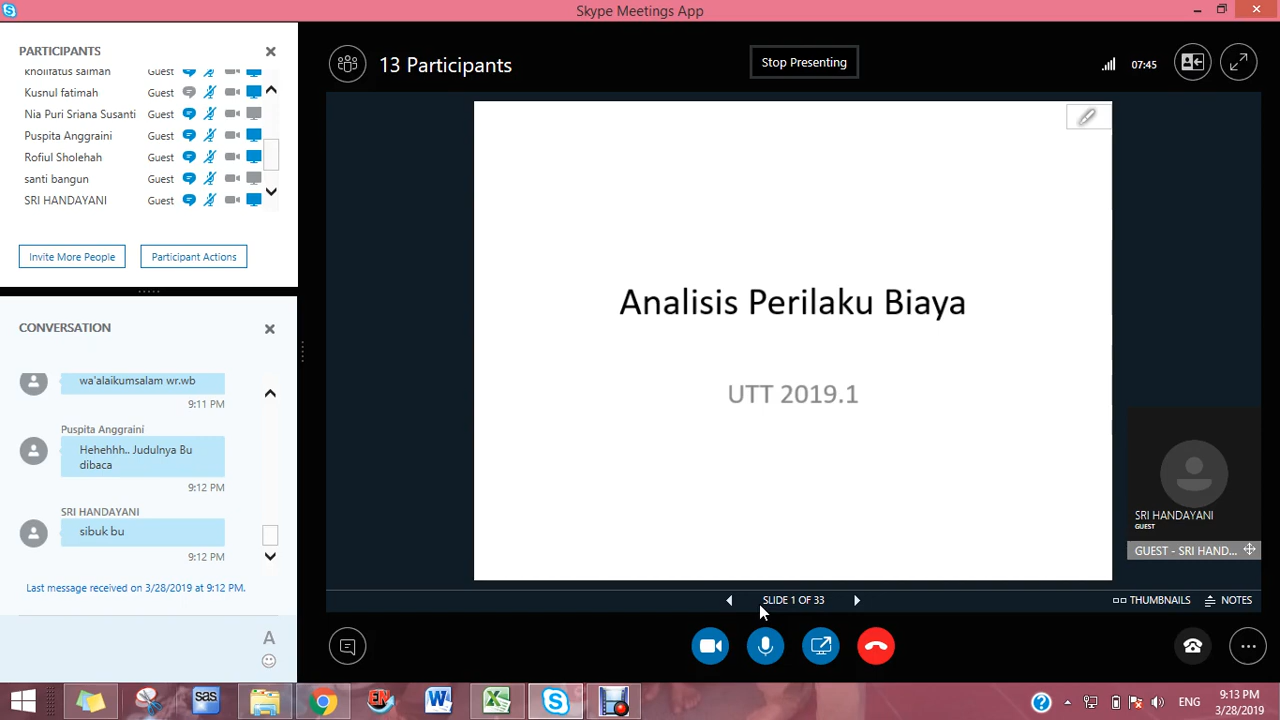 Skype Meetings App
PARTICIPANTS
kholifatus saiman Guest
Kusnul fatimah Guest
Nia Puri Sriana Susanti Guest
Puspita Anggraini Guest
Rofiul Sholehah Guest
santi bangun Guest
SRI HANDAYANI Guest
Invite More People
Participant Actions
CONVERSATION
wa'alaikumsalam wr.wb
9:11 PM
Puspita Anggraini
Hehehhh.. Judulnya Bu
dibaca
9:12 PM
SRI HANDAYANI
sibuk bu
9:12 PM
Last message received on 3/28/2019 at 9:12 PM.
A
13 Participants
Stop Presenting
07:45
Analisis Perilaku Biaya
UTT 2019.1
SRI HANDAYANI
GUEST
GUEST - SRI HAND...
SLIDE 1 OF 33
THUMBNAILS
NOTES
sas
ENG
9:13 PM
3/28/2019